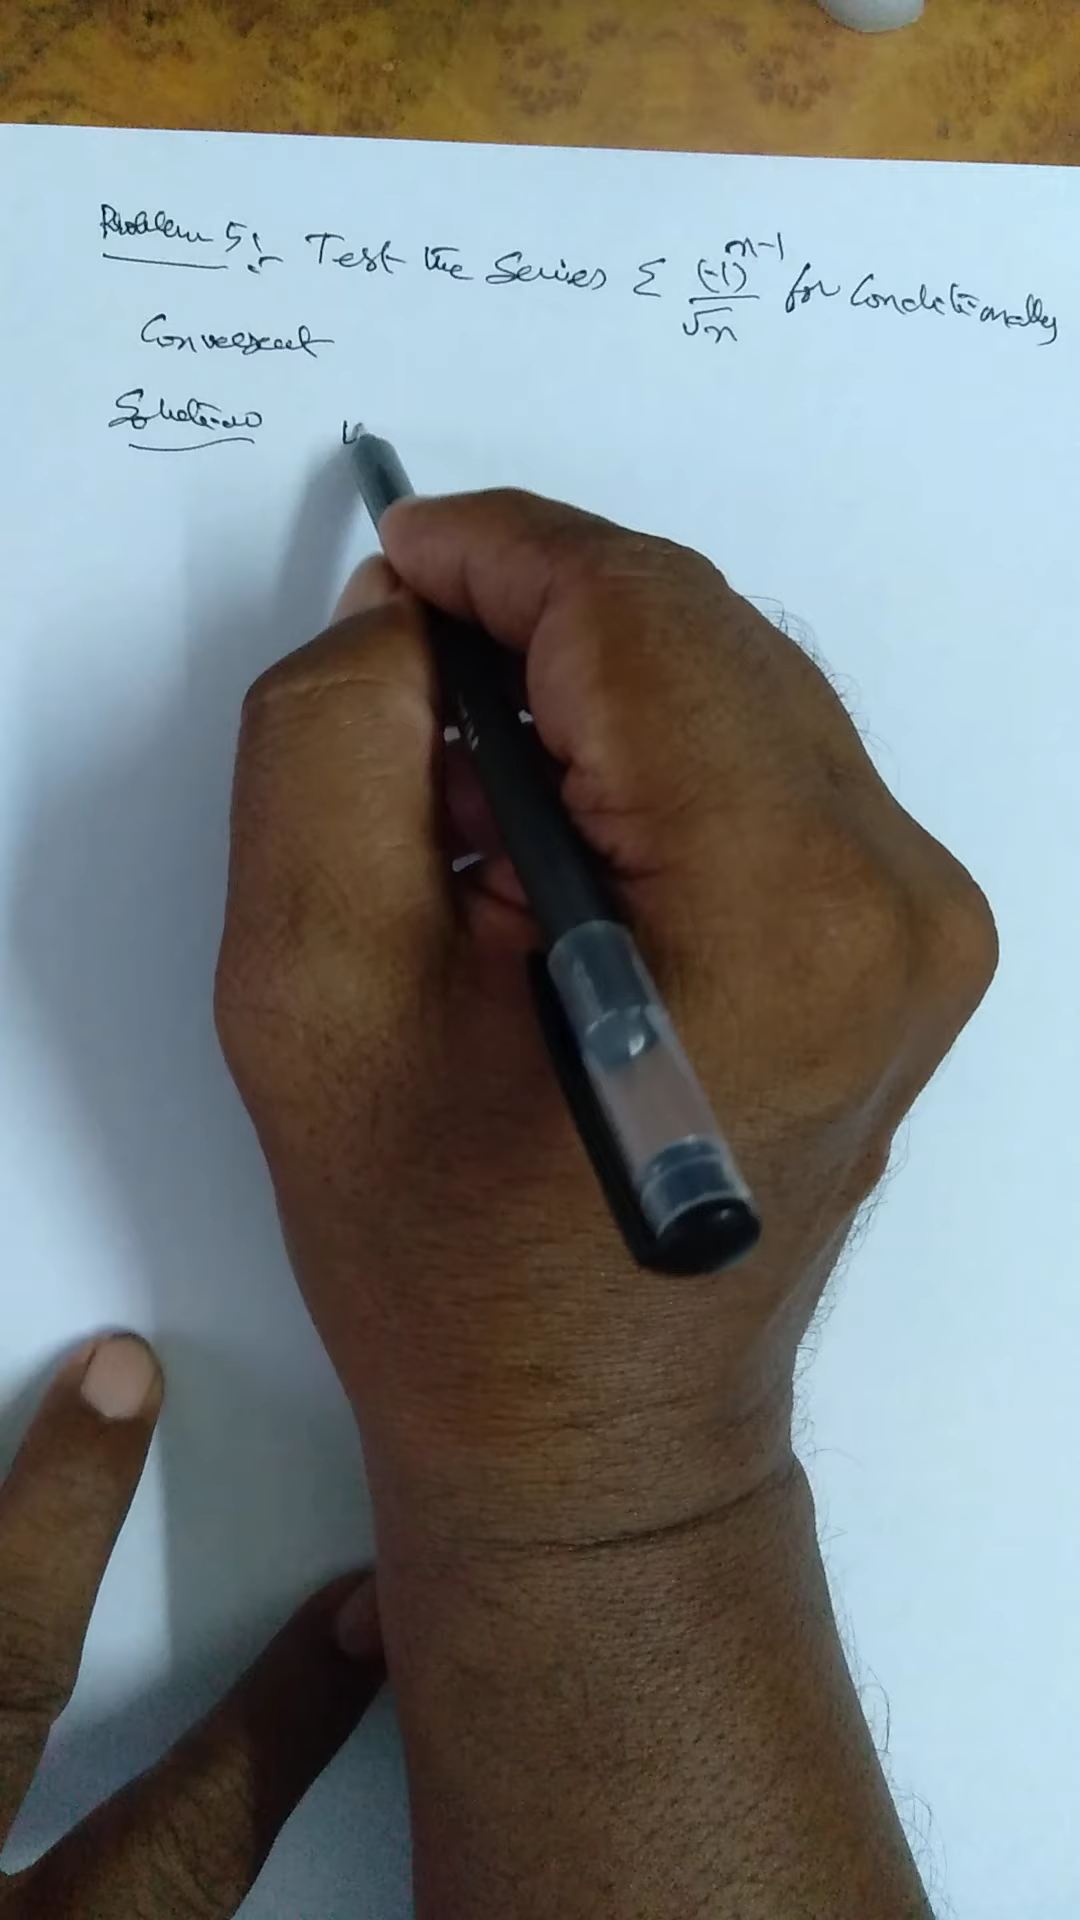 Problem 5:- Test the Series Σ (-1)^{n-1}/√n for Conditionally
Convergent
Solution